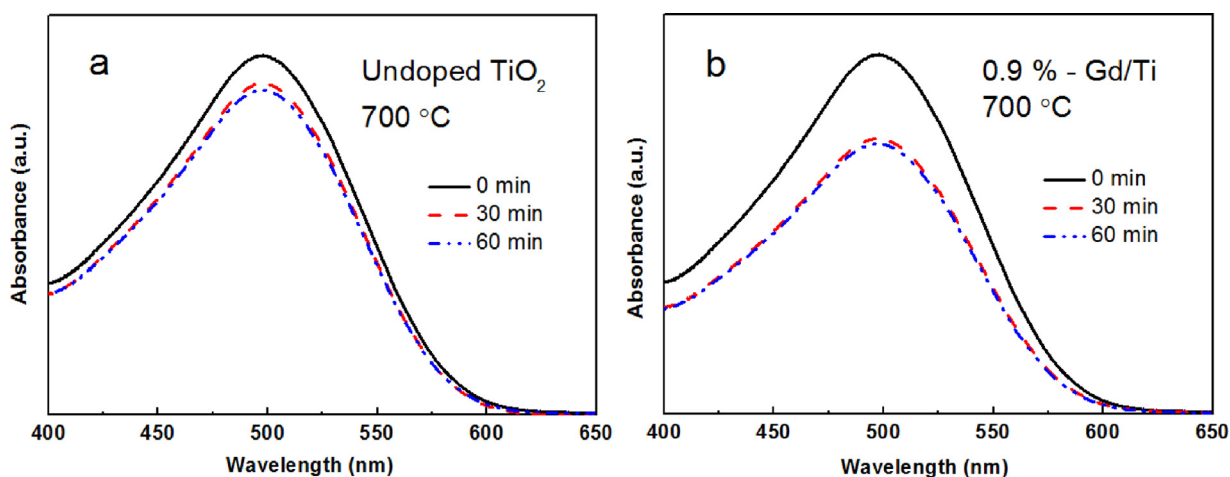 a
Undoped TiO₂
700 °C
0 min
30 min
60 min
Absorbance (a.u.)
400 450 500 550 600 650
Wavelength (nm)
b
0.9 % - Gd/Ti
700 °C
0 min
30 min
60 min
Absorbance (a.u.)
400 450 500 550 600 650
Wavelength (nm)